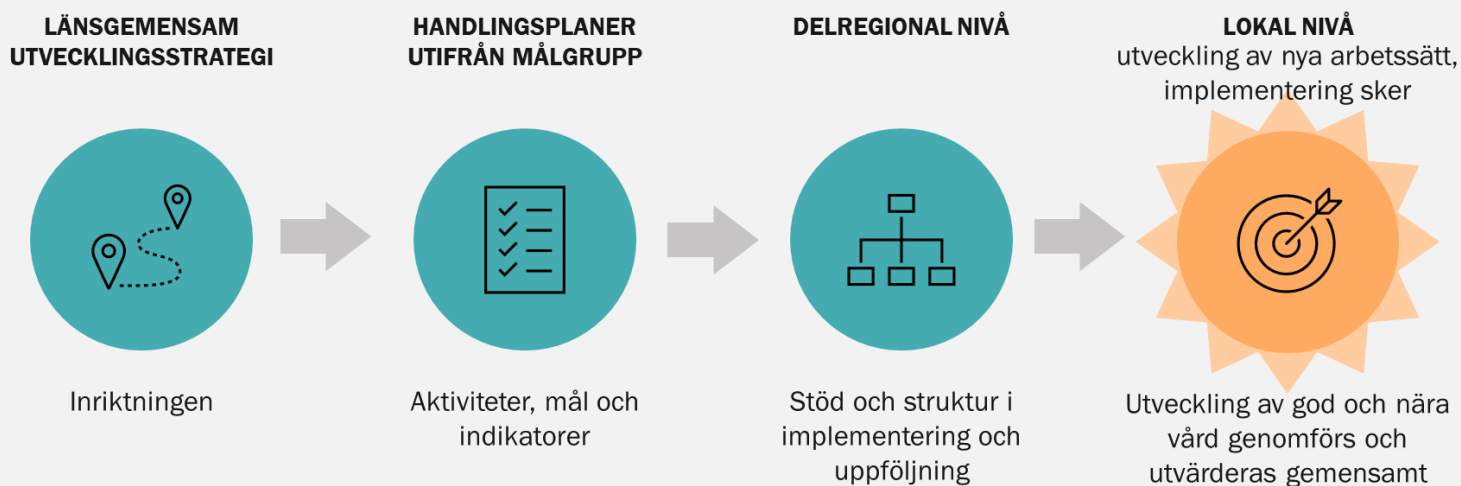 LÄNSGEMENSAM
UTVECKLINGSSTRATEGI
Inriktningen
HANDLINGSPLANER
UTIFRÅN MÅLGRUPP
Aktiviteter, mål och
indikatorer
DELREGIONAL NIVÅ
Stöd och struktur i
implementering och
uppföljning
LOKAL NIVÅ
utveckling av nya arbetssätt,
implementering sker
Utveckling av god och nära
vård genomförs och
utvärderas gemensamt